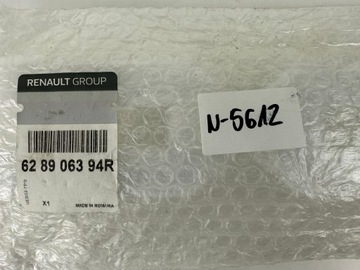 RENAULT GROUP
62 89 063 94R
X1
MADE IN ROMANIA
N-5612